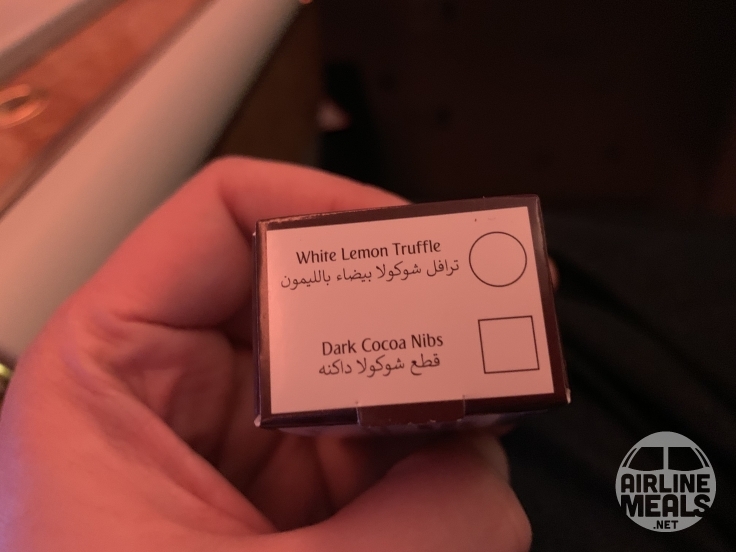 White Lemon Truffle
ترافل شوكولا بيضاء بالليمون
Dark Cocoa Nibs
قطع شوكولا داكنه
AIRLINE
MEALS
.NET